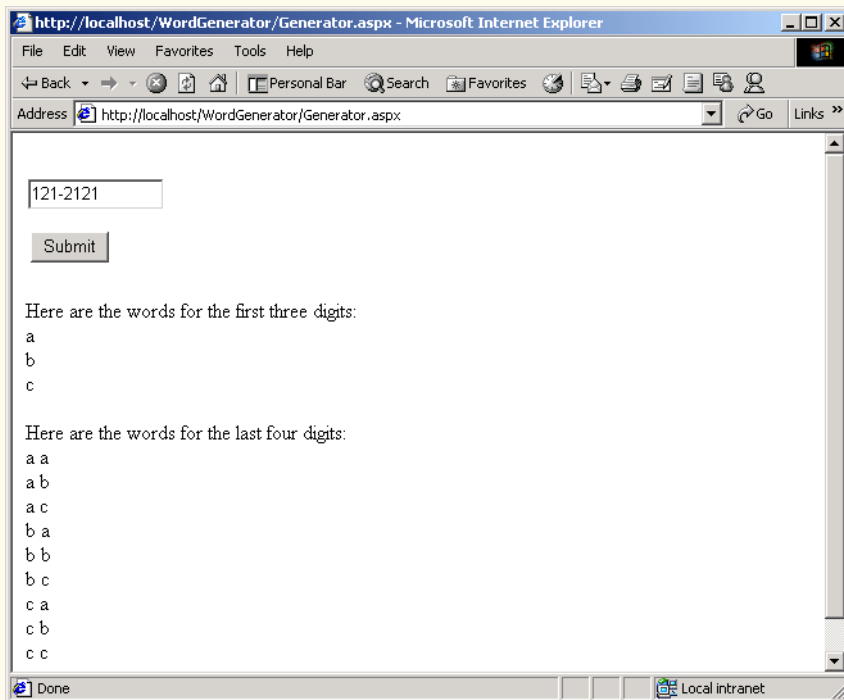 http://localhost/WordGenerator/Generator.aspx - Microsoft Internet Explorer
File Edit View Favorites Tools Help
Back Personal Bar Search Favorites
Address http://localhost/WordGenerator/Generator.aspx Go Links »
121-2121
Submit
Here are the words for the first three digits:
a
b
c
Here are the words for the last four digits:
a a
a b
a c
b a
b b
b c
c a
c b
c c
Done Local intranet